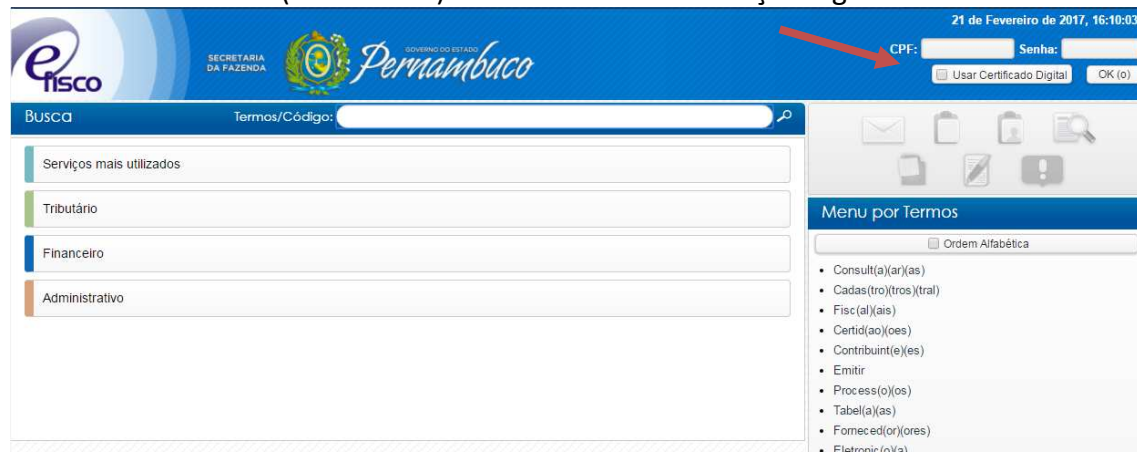 21 de Fevereiro de 2017, 16:10:03
efisco
SECRETARIA
DA FAZENDA
GOVERNO DO ESTADO
Pernambuco
CPF:
Senha:
Usar Certificado Digital
OK (o)
Busca
Termos/Código:
Serviços mais utilizados
Tributário
Financeiro
Administrativo
Menu por Termos
Ordem Alfabética
• Consult(a)(ar)(as)
• Cadas(tro)(tros)(tral)
• Fisc(al)(ais)
• Certid(ao)(oes)
• Contribuint(e)(es)
• Emitir
• Process(o)(os)
• Tabel(a)(as)
• Forneced(or)(ores)
• Eletronic(o)(a)